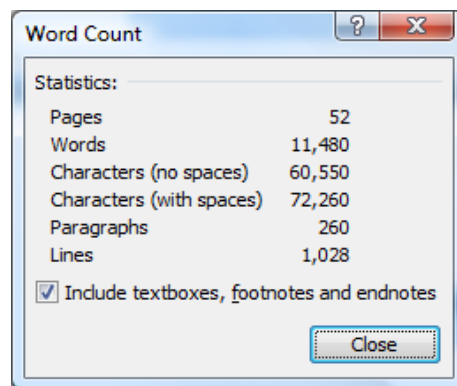 Word Count
Statistics:
Pages 52
Words 11,480
Characters (no spaces) 60,550
Characters (with spaces) 72,260
Paragraphs 260
Lines 1,028
Include textboxes, footnotes and endnotes
Close